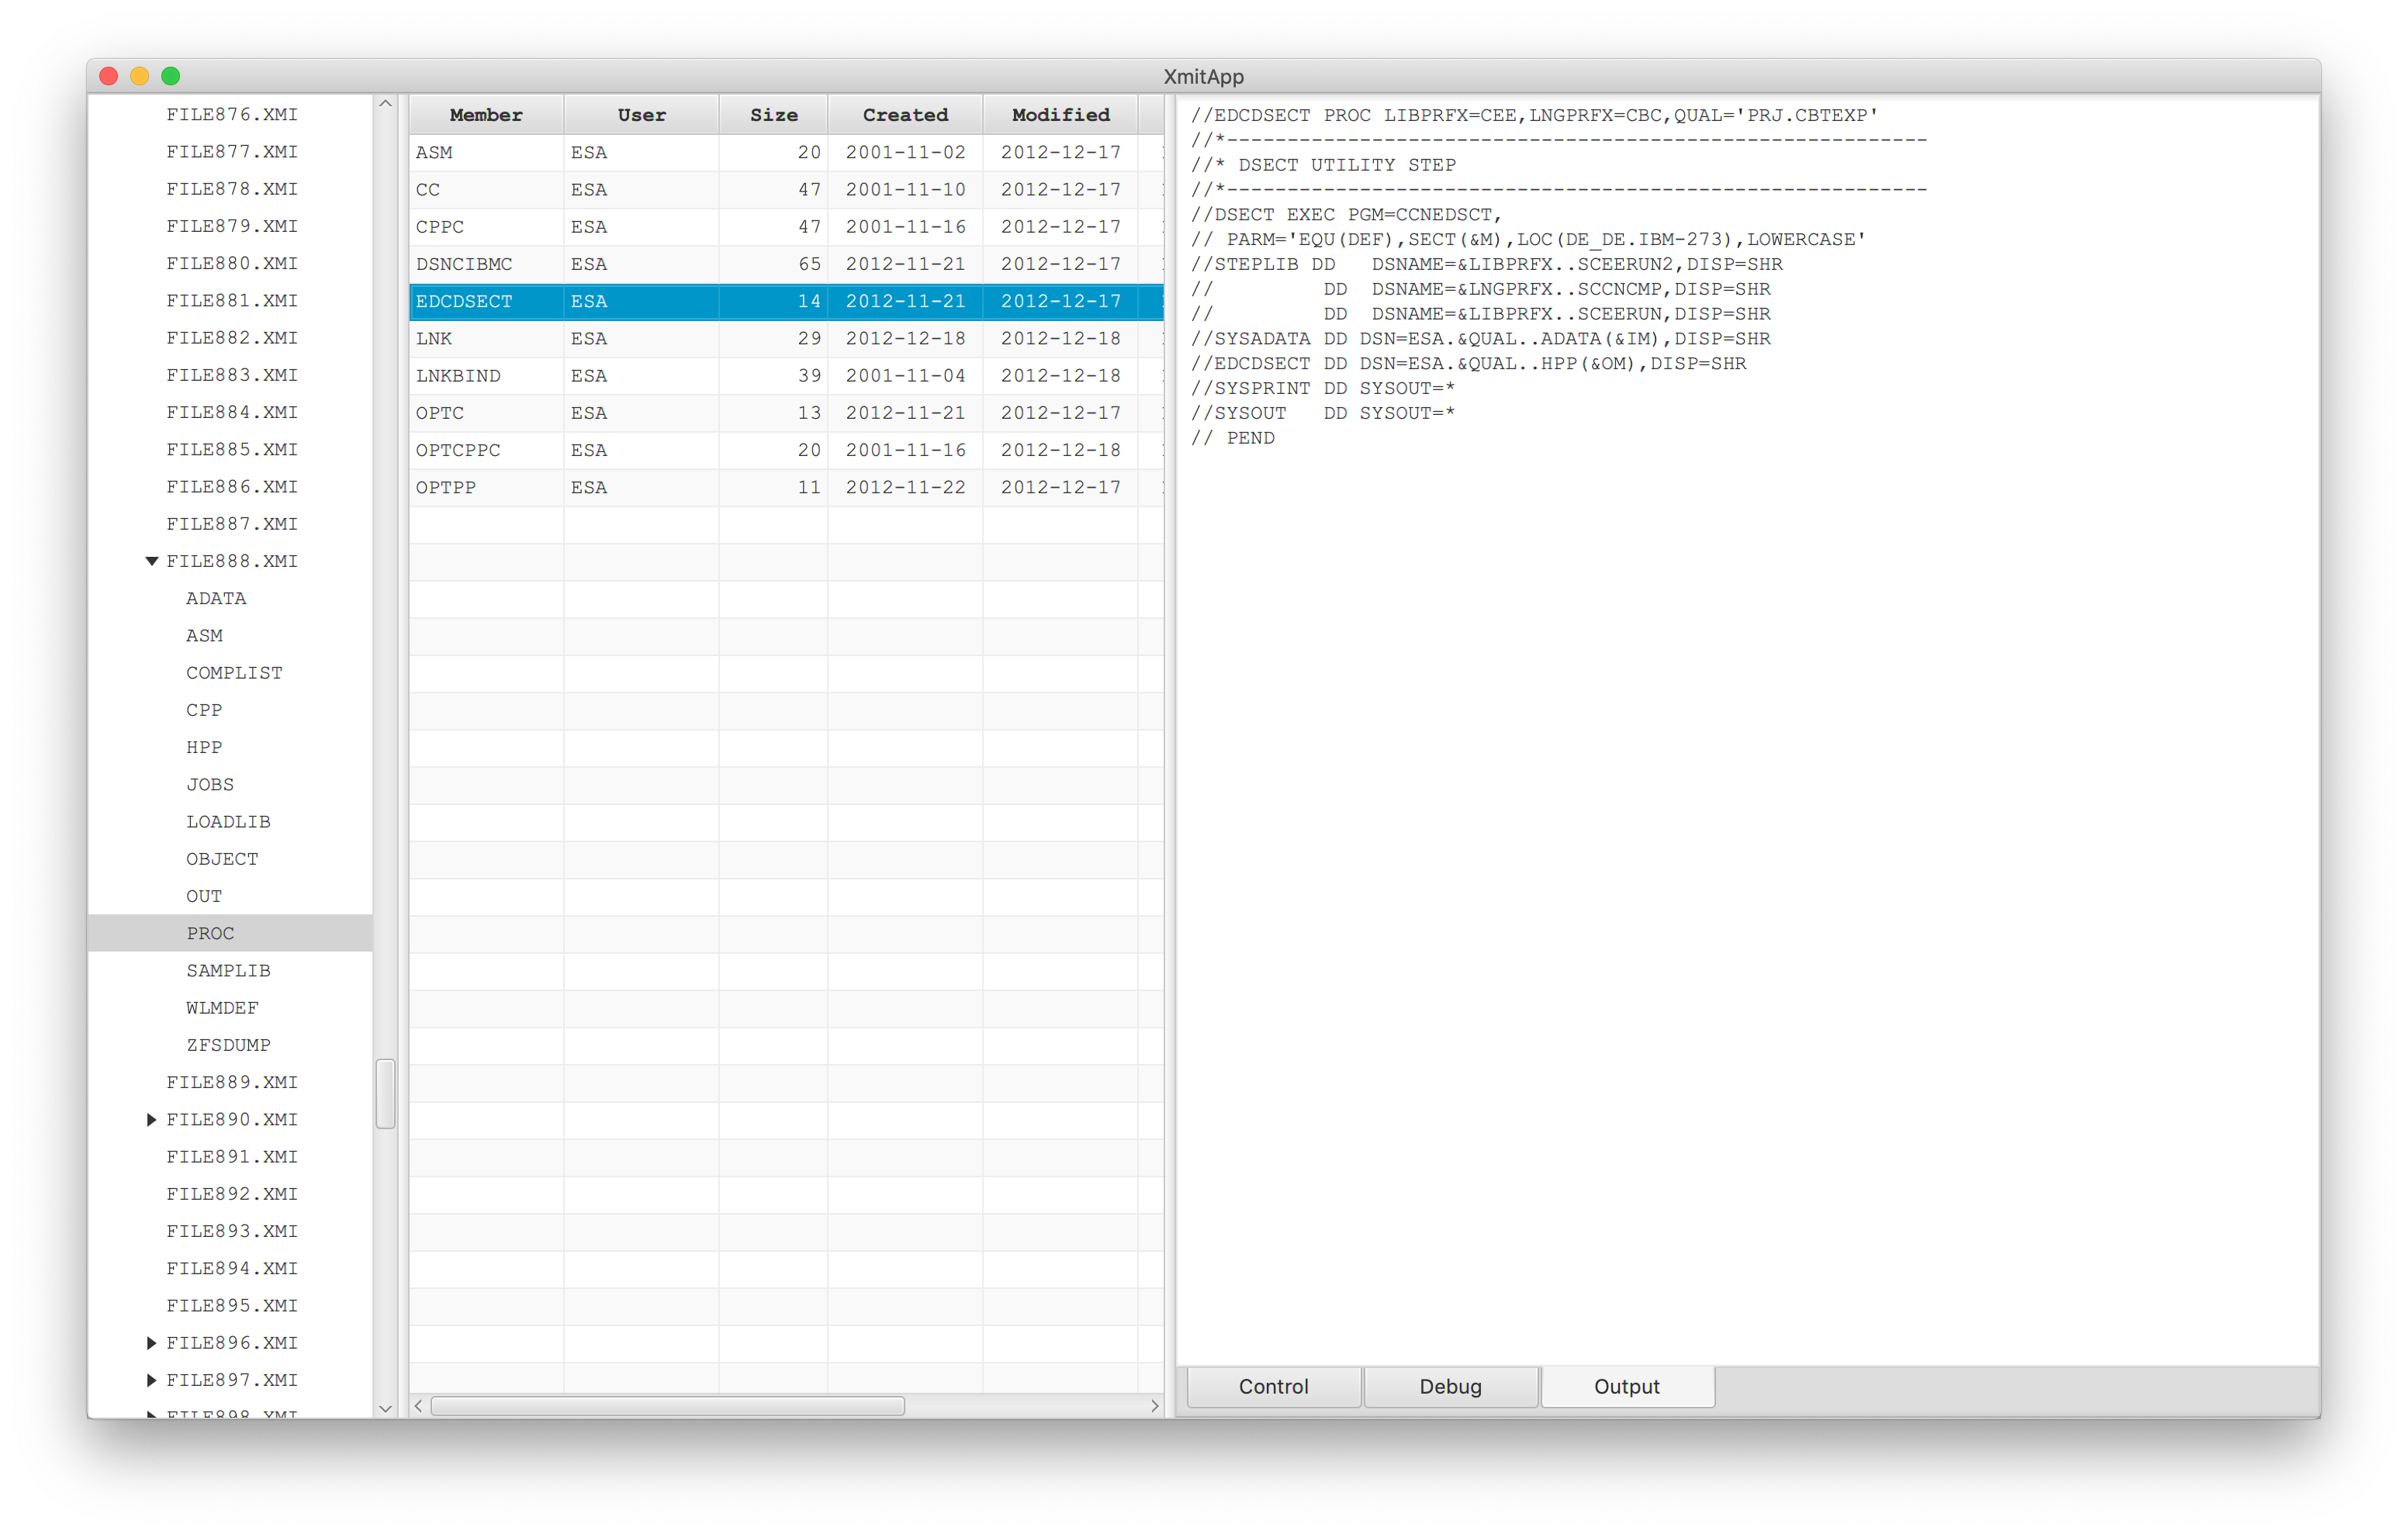 XmitApp
FILE876.XMI
FILE877.XMI
FILE878.XMI
FILE879.XMI
FILE880.XMI
FILE881.XMI
FILE882.XMI
FILE883.XMI
FILE884.XMI
FILE885.XMI
FILE886.XMI
FILE887.XMI
FILE888.XMI
ADATA
ASM
COMPLIST
CPP
HPP
JOBS
LOADLIB
OBJECT
OUT
PROC
SAMPLIB
WLMDEF
ZFSDUMP
FILE889.XMI
FILE890.XMI
FILE891.XMI
FILE892.XMI
FILE893.XMI
FILE894.XMI
FILE895.XMI
FILE896.XMI
FILE897.XMI
FILE898.XMI
Member User Size Created Modified
ASM ESA 20 2001-11-02 2012-12-17
CC ESA 47 2001-11-10 2012-12-17
CPPC ESA 47 2001-11-16 2012-12-17
DSNCIBMC ESA 65 2012-11-21 2012-12-17
EDCDSECT ESA 14 2012-11-21 2012-12-17
LNK ESA 29 2012-12-18 2012-12-18
LNKBIND ESA 39 2001-11-04 2012-12-18
OPTC ESA 13 2012-11-21 2012-12-17
OPTCPPC ESA 20 2001-11-16 2012-12-18
OPTPP ESA 11 2012-11-22 2012-12-17
//EDCDSECT PROC LIBPRFX=CEE,LNGPRFX=CBC,QUAL='PRJ.CBTEXP'
//*----------------------------------------------------------
//* DSECT UTILITY STEP
//*----------------------------------------------------------
//DSECT EXEC PGM=CCNEDSCT,
// PARM='EQU(DEF),SECT(&M),LOC(DE_DE.IBM-273),LOWERCASE'
//STEPLIB DD   DSNAME=&LIBPRFX..SCEERUN2,DISP=SHR
//         DD  DSNAME=&LNGPRFX..SCCNCMP,DISP=SHR
//         DD  DSNAME=&LIBPRFX..SCEERUN,DISP=SHR
//SYSADATA DD DSN=ESA.&QUAL..ADATA(&IM),DISP=SHR
//EDCDSECT DD DSN=ESA.&QUAL..HPP(&OM),DISP=SHR
//SYSPRINT DD SYSOUT=*
//SYSOUT   DD SYSOUT=*
// PEND
Control Debug Output